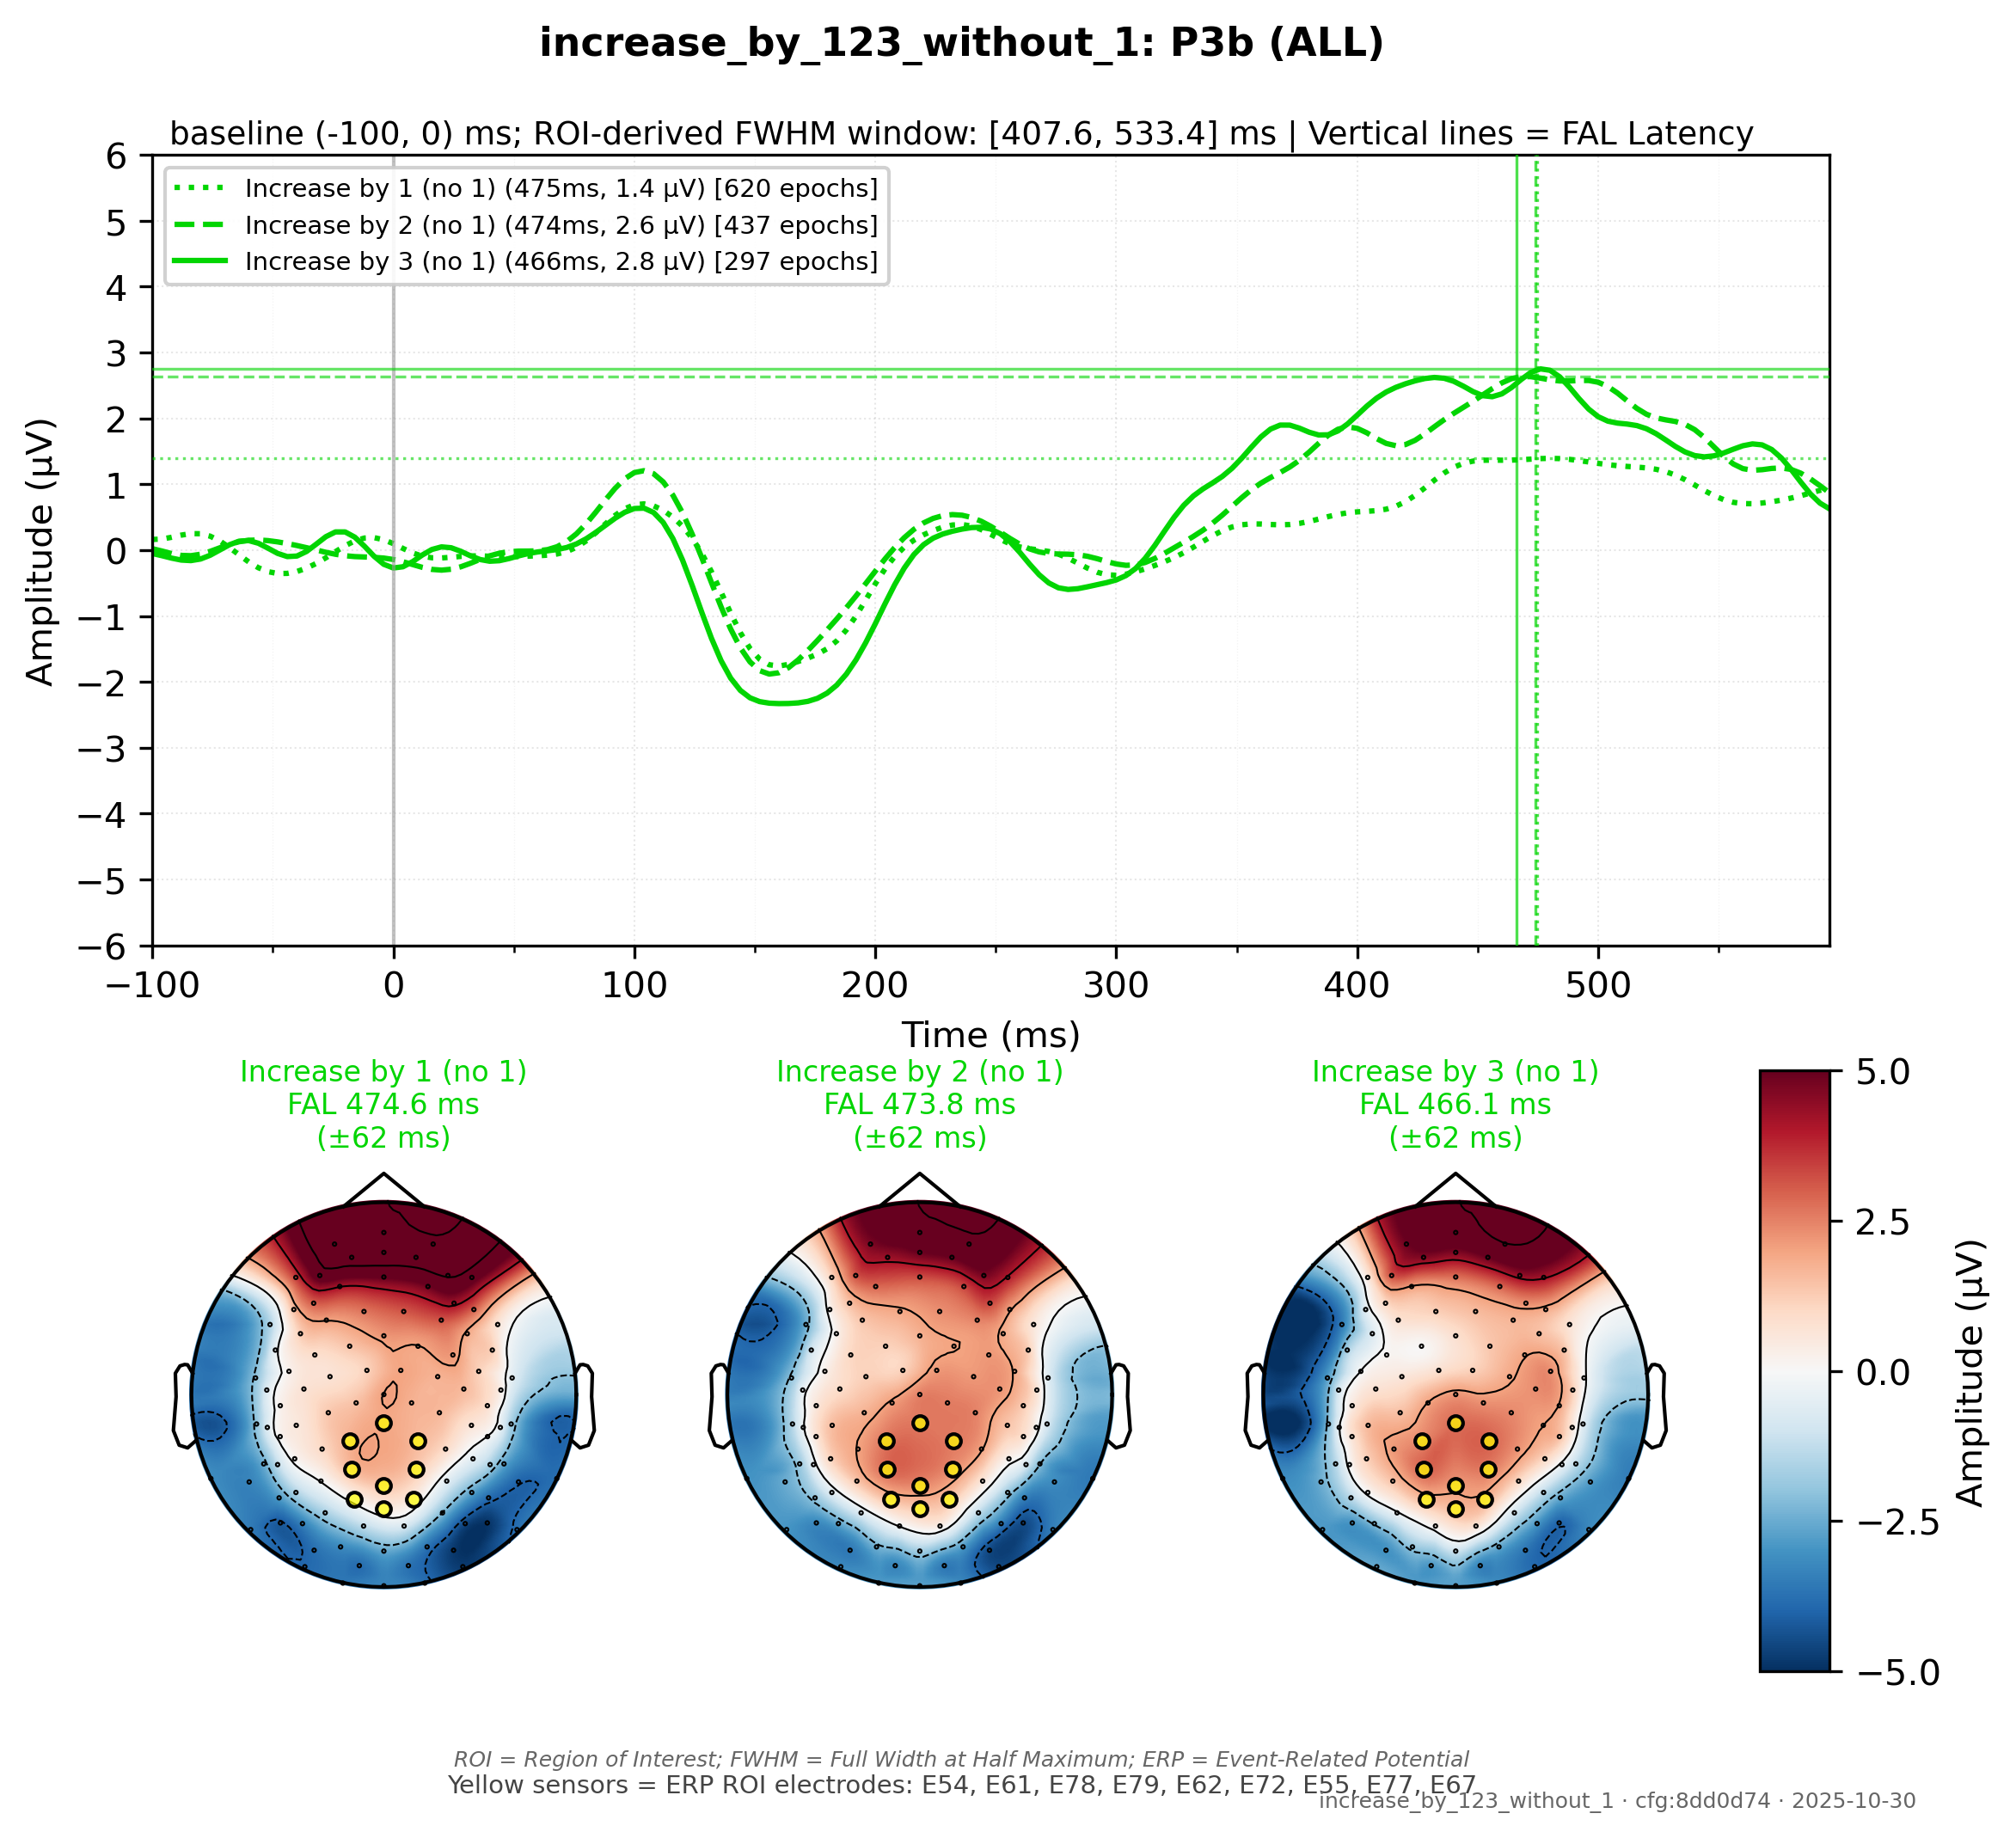 increase_by_123_without_1: P3b (ALL)
baseline (-100, 0) ms; ROI-derived FWHM window: [407.6, 533.4] ms | Vertical lines = FAL Latency
Increase by 1 (no 1) (475ms, 1.4 µV) [620 epochs]
Increase by 2 (no 1) (474ms, 2.6 µV) [437 epochs]
Increase by 3 (no 1) (466ms, 2.8 µV) [297 epochs]
Amplitude (µV)
6
5
4
3
2
1
0
−1
−2
−3
−4
−5
−6
−100 0 100 200 300 400 500
Time (ms)
Increase by 1 (no 1)
FAL 474.6 ms
(±62 ms)
Increase by 2 (no 1)
FAL 473.8 ms
(±62 ms)
Increase by 3 (no 1)
FAL 466.1 ms
(±62 ms)
5.0
2.5
0.0
−2.5
−5.0
Amplitude (µV)
ROI = Region of Interest; FWHM = Full Width at Half Maximum; ERP = Event-Related Potential
Yellow sensors = ERP ROI electrodes: E54, E61, E78, E79, E62, E72, E55, E77, E67
increase_by_123_without_1 · cfg:8dd0d74 · 2025-10-30